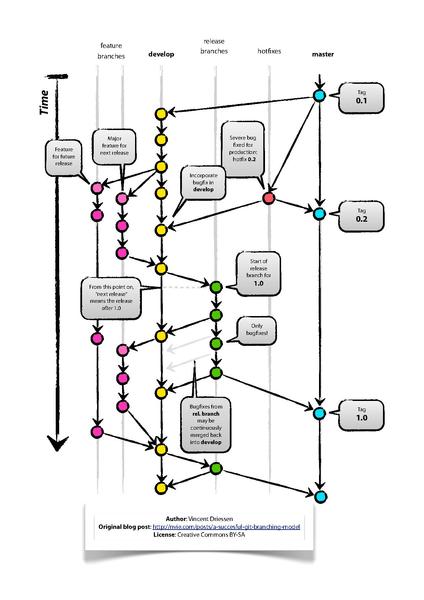 feature
branches
develop
release
branches
hotfixes
master
Time
Tag
0.1
Major
feature for
next release
Feature
for future
release
Severe bug
fixed for
production:
hotfix 0.2
Incorporate
bugfix in
develop
Tag
0.2
Start of
release
branch for
1.0
From this point on,
"next release"
means the release
after 1.0
Only
bugfixes!
Bugfixes from
rel. branch
may be
continuously
merged back
into develop
Tag
1.0
Author: Vincent Driessen
Original blog post: http://nvie.com/posts/a-succesful-git-branching-model
License: Creative Commons BY-SA